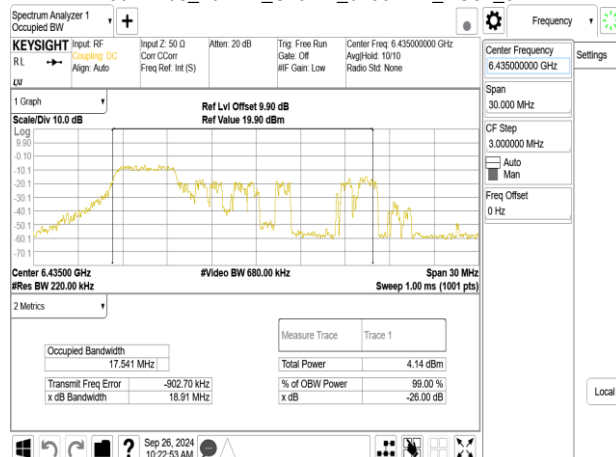 Spectrum Analyzer 1
Occupied BW
Frequency
KEYSIGHT
Input: RF
Coupling: DC
Align: Auto
Input Z: 50 Ω
Corr CCorr
Freq Ref: Int (S)
Atten: 20 dB
Trig: Free Run
Gate: Off
#IF Gain: Low
Center Freq: 6.435000000 GHz
Avg|Hold: 10/10
Radio Std: None
R L
LXI
Center Frequency
6.435000000 GHz
Settings
Span
30.000 MHz
CF Step
3.000000 MHz
Auto
Man
Freq Offset
0 Hz
Local
1 Graph
Scale/Div 10.0 dB
Ref Lvl Offset 9.90 dB
Ref Value 19.90 dBm
Log
9.90
-0.10
-10.1
-20.1
-30.1
-40.1
-50.1
-60.1
-70.1
Center 6.43500 GHz
#Video BW 680.00 kHz
Span 30 MHz
#Res BW 220.00 kHz
Sweep 1.00 ms (1001 pts)
2 Metrics
Measure Trace
Trace 1
Occupied Bandwidth
17.541 MHz
Total Power
4.14 dBm
Transmit Freq Error
-902.70 kHz
% of OBW Power
99.00 %
x dB Bandwidth
18.91 MHz
x dB
-26.00 dB
?
Sep 26, 2024
10:22:53 AM